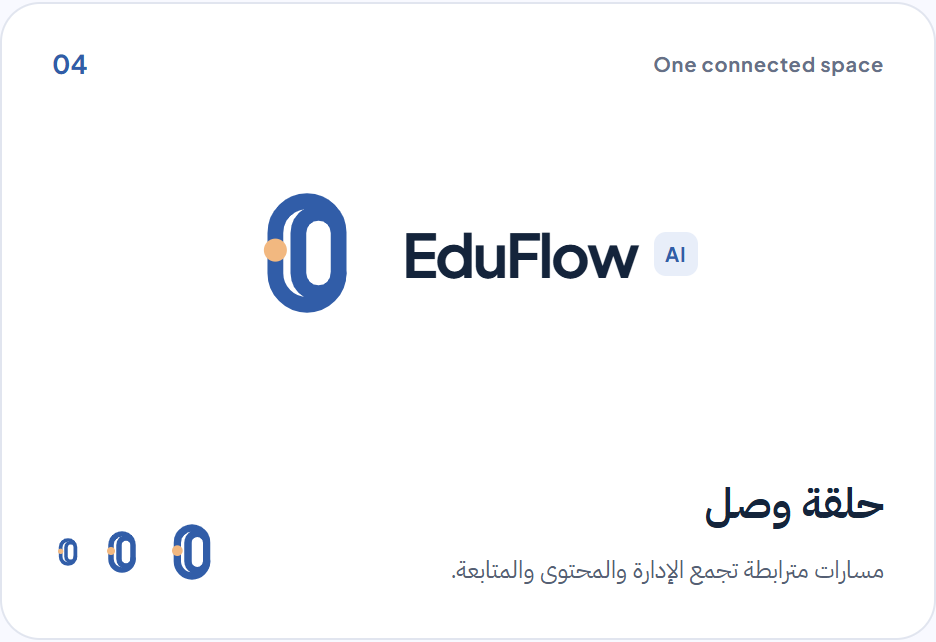 04
One connected space
EduFlow AI
حلقة وصل
مسارات مترابطة تجمع الإدارة والمحتوى والمتابعة.